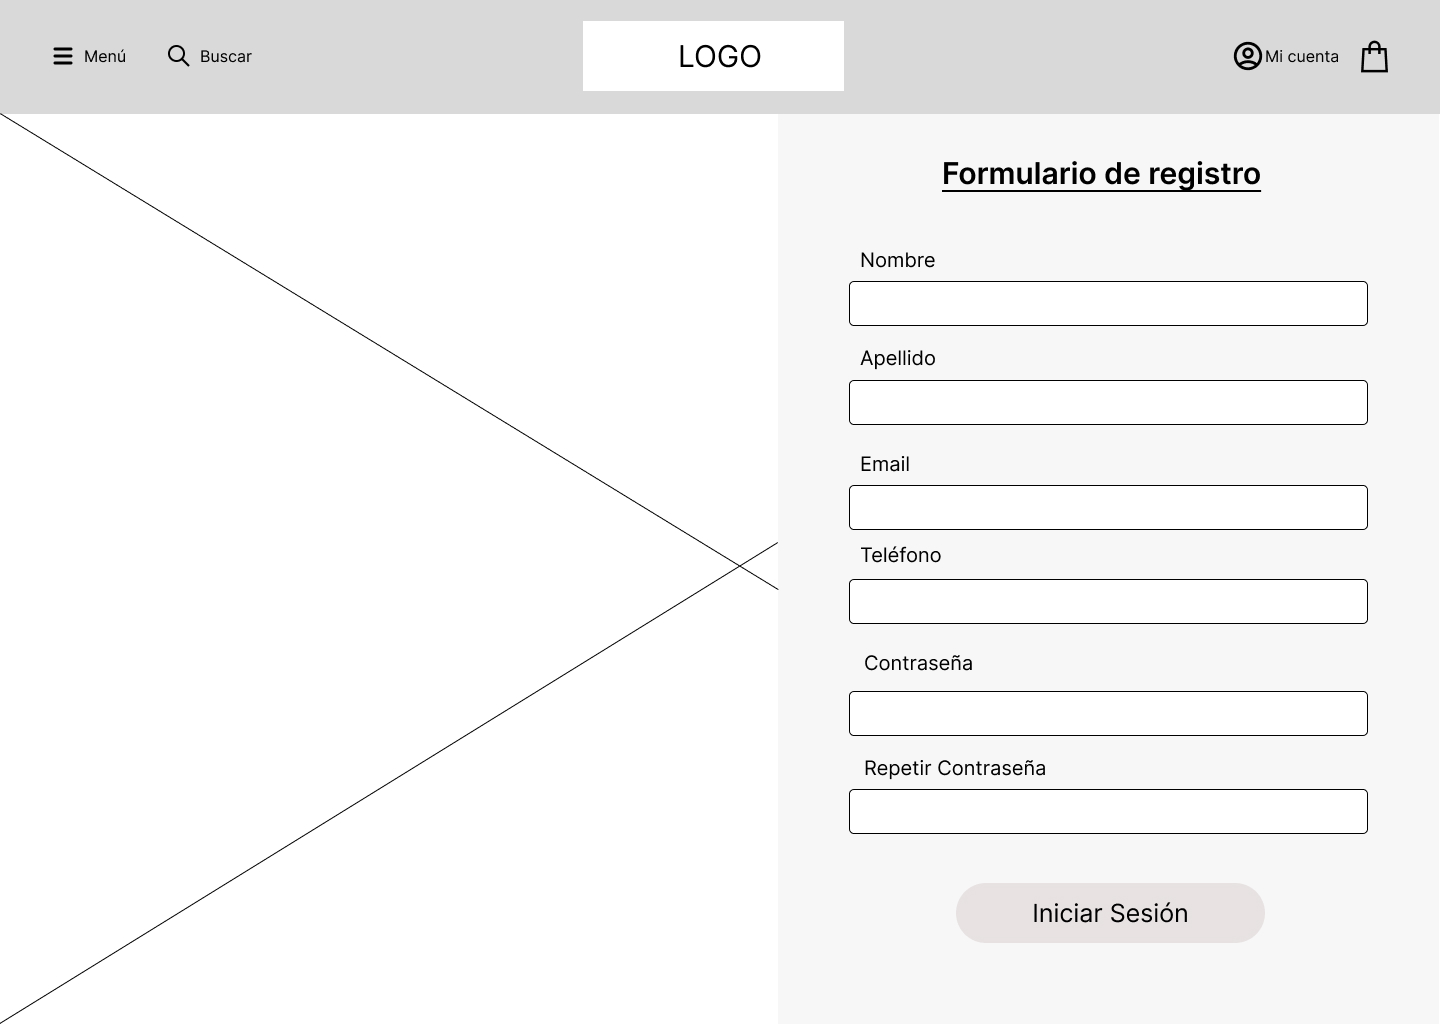 Menú
Buscar
LOGO
Mi cuenta
Formulario de registro
Nombre
Apellido
Email
Teléfono
Contraseña
Repetir Contraseña
Iniciar Sesión